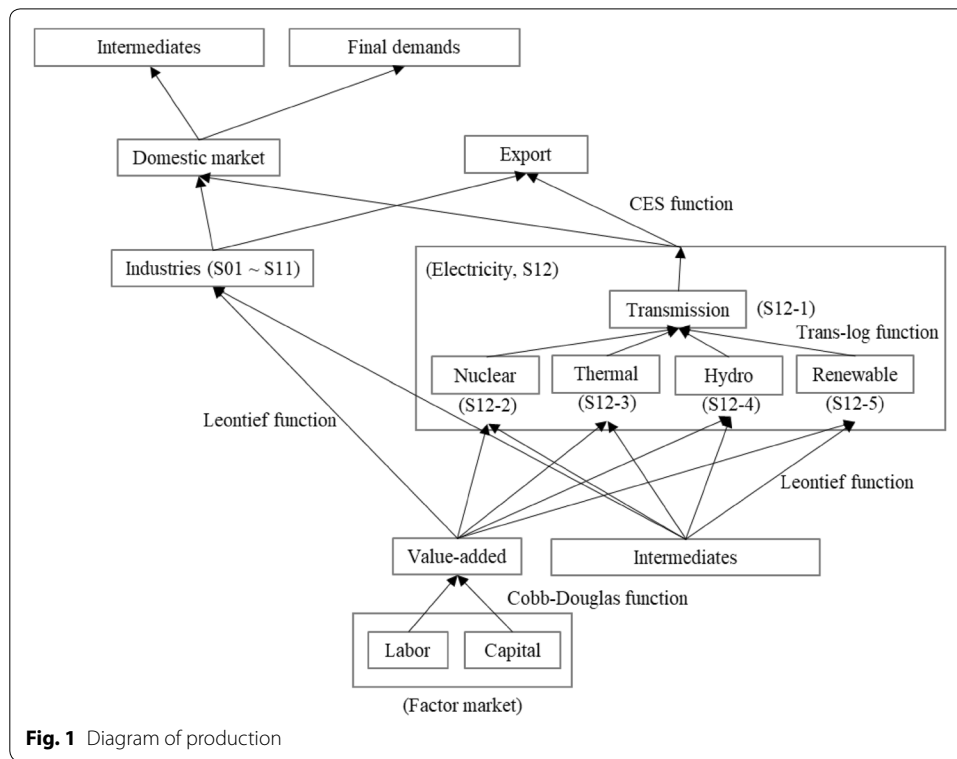 Intermediates
Final demands
Domestic market
Export
CES function
Industries (S01 ~ S11)
(Electricity, S12)
Transmission
(S12-1)
Trans-log function
Nuclear
Thermal
Hydro
Renewable
(S12-2)
(S12-3)
(S12-4)
(S12-5)
Leontief function
Leontief function
Value-added
Intermediates
Cobb-Douglas function
Labor
Capital
(Factor market)
Fig. 1 Diagram of production